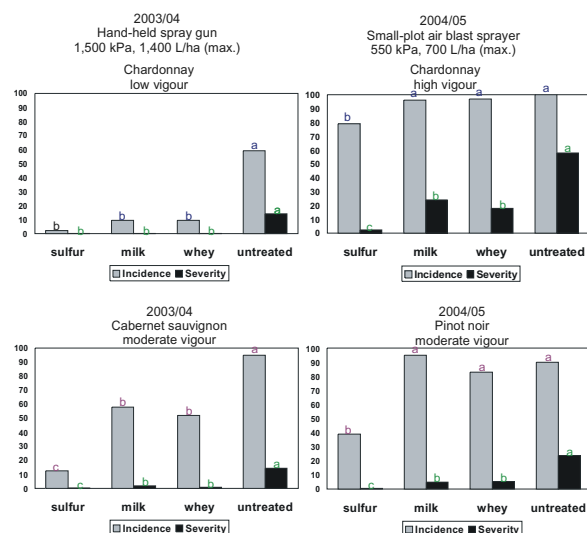 2003/04
Hand-held spray gun
1,500 kPa, 1,400 L/ha (max.)
Chardonnay
low vigour
100
90
80
70
60
50
40
30
20
10
0
b
b
b
b
b
b
a
a
sulfur
milk
whey
untreated
Incidence
Severity
2004/05
Small-plot air blast sprayer
550 kPa, 700 L/ha (max.)
Chardonnay
high vigour
100
90
80
70
60
50
40
30
20
10
0
b
c
a
b
a
b
a
a
sulfur
milk
whey
untreated
Incidence
Severity
2003/04
Cabernet sauvignon
moderate vigour
100
90
80
70
60
50
40
30
20
10
0
c
c
b
b
b
b
a
a
sulfur
milk
whey
untreated
Incidence
Severity
2004/05
Pinot noir
moderate vigour
100
90
80
70
60
50
40
30
20
10
0
b
c
a
b
a
b
a
a
sulfur
milk
whey
untreated
Incidence
Severity